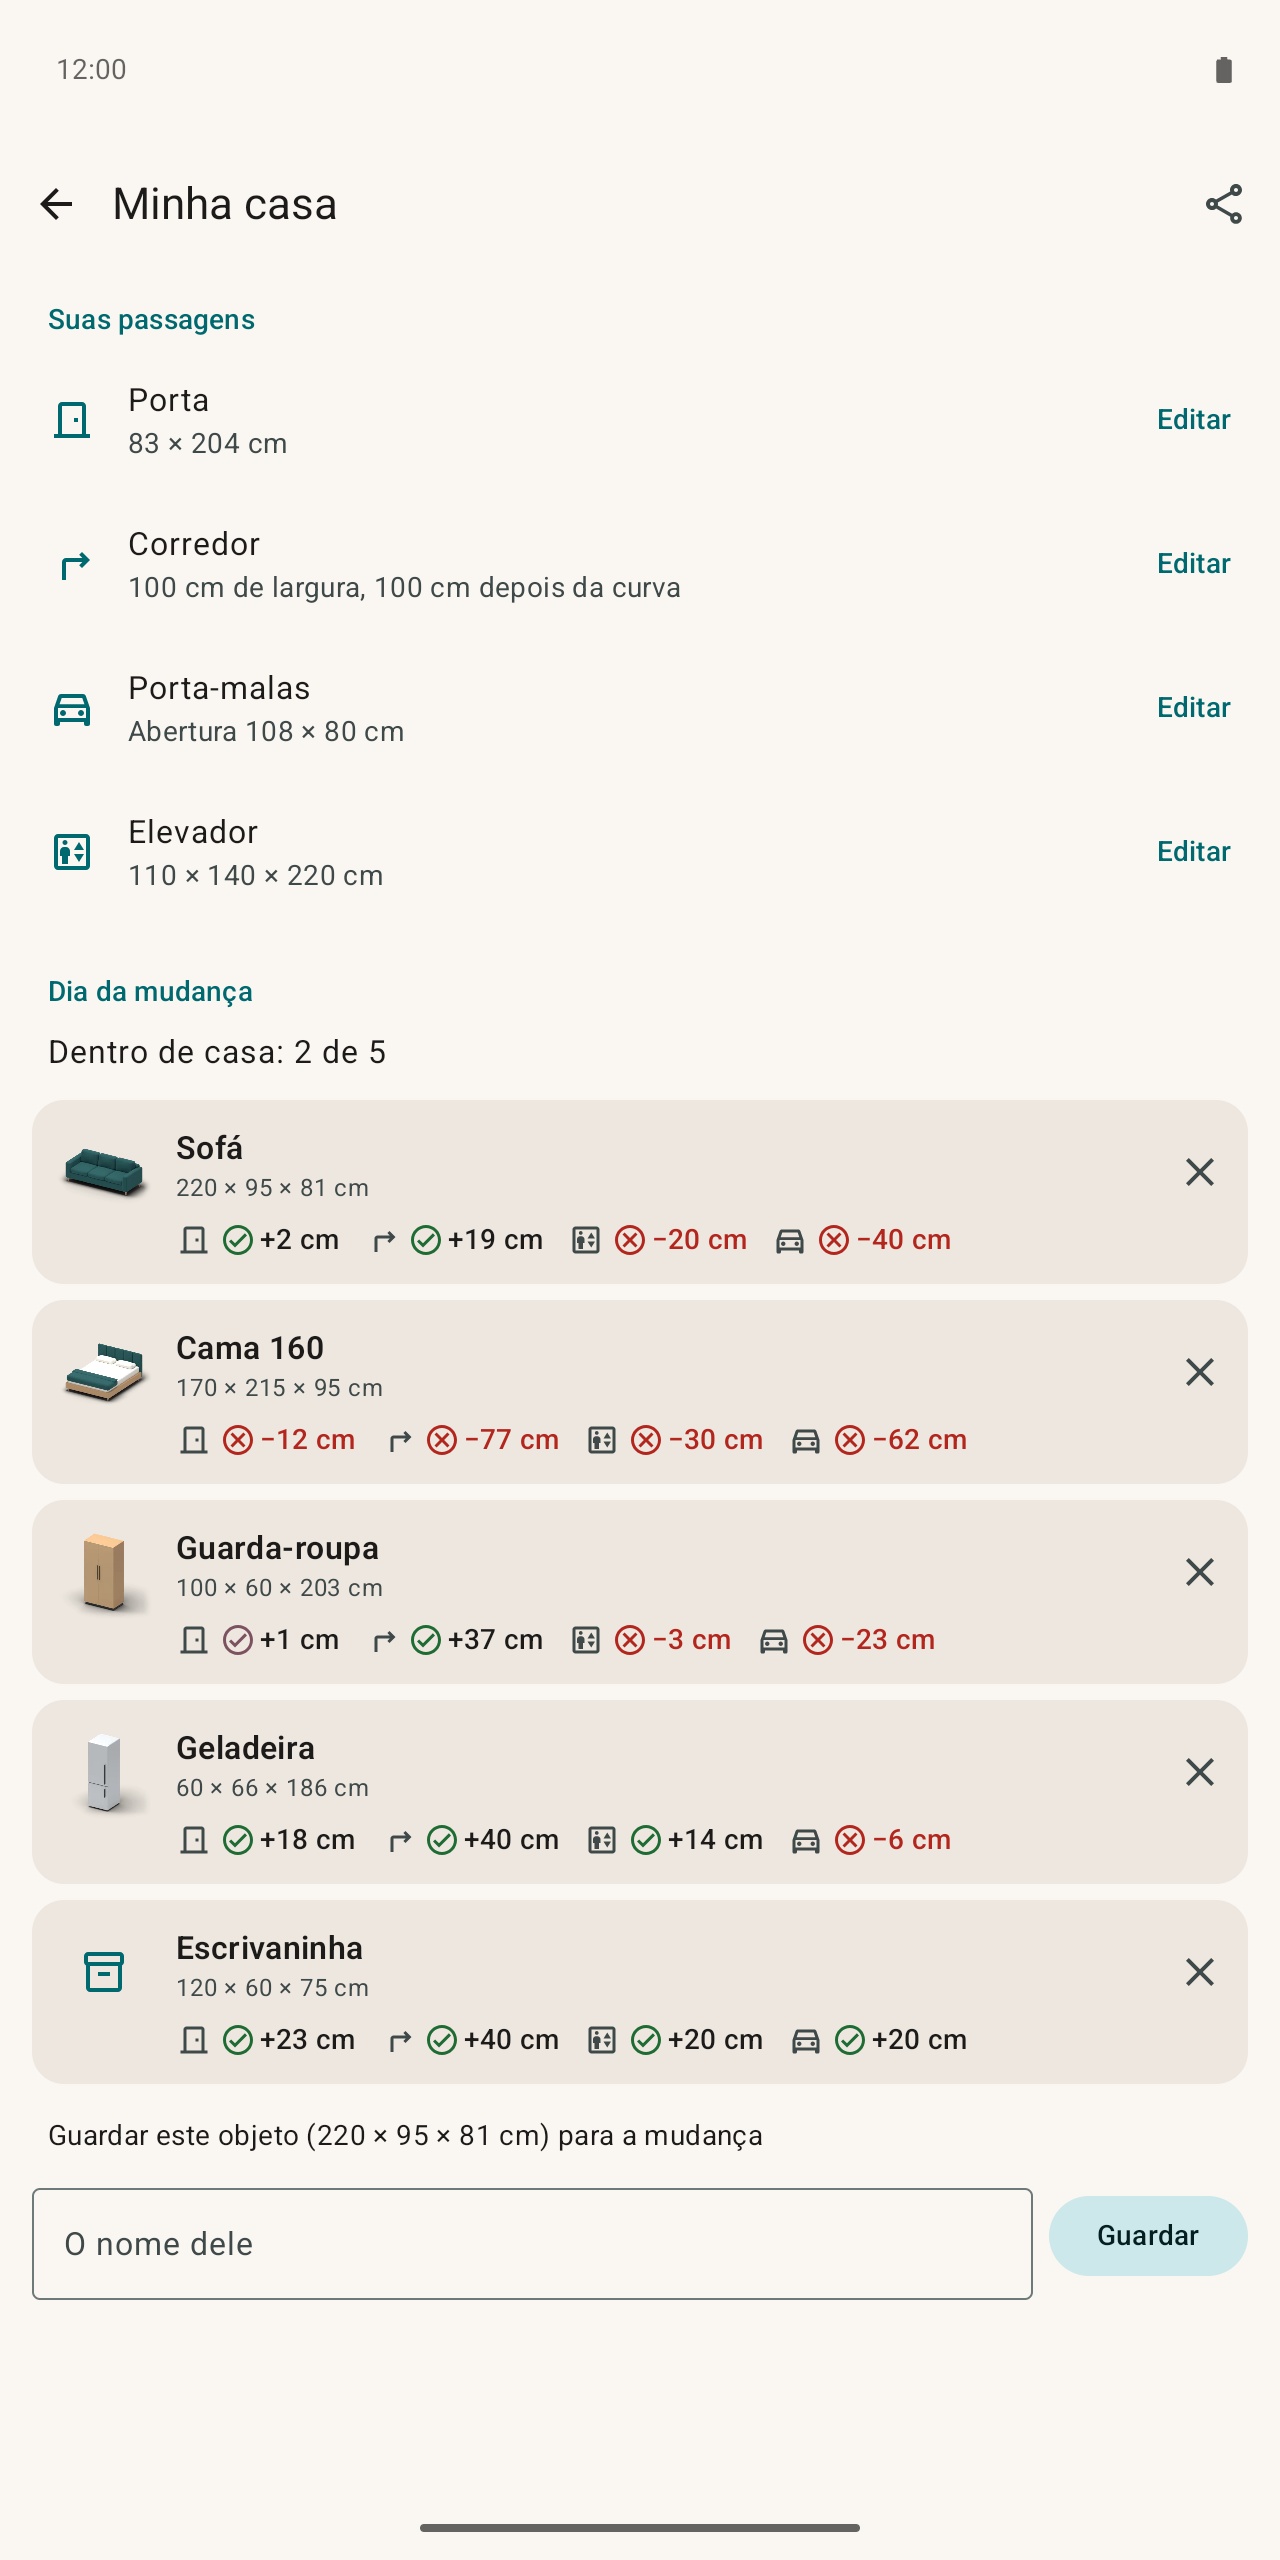 12:00
Minha casa
Suas passagens
Porta
83 × 204 cm
Editar
Corredor
100 cm de largura, 100 cm depois da curva
Editar
Porta-malas
Abertura 108 × 80 cm
Editar
Elevador
110 × 140 × 220 cm
Editar
Dia da mudança
Dentro de casa: 2 de 5
Sofá
220 × 95 × 81 cm
+2 cm +19 cm −20 cm −40 cm
Cama 160
170 × 215 × 95 cm
−12 cm −77 cm −30 cm −62 cm
Guarda-roupa
100 × 60 × 203 cm
+1 cm +37 cm −3 cm −23 cm
Geladeira
60 × 66 × 186 cm
+18 cm +40 cm +14 cm −6 cm
Escrivaninha
120 × 60 × 75 cm
+23 cm +40 cm +20 cm +20 cm
Guardar este objeto (220 × 95 × 81 cm) para a mudança
O nome dele
Guardar